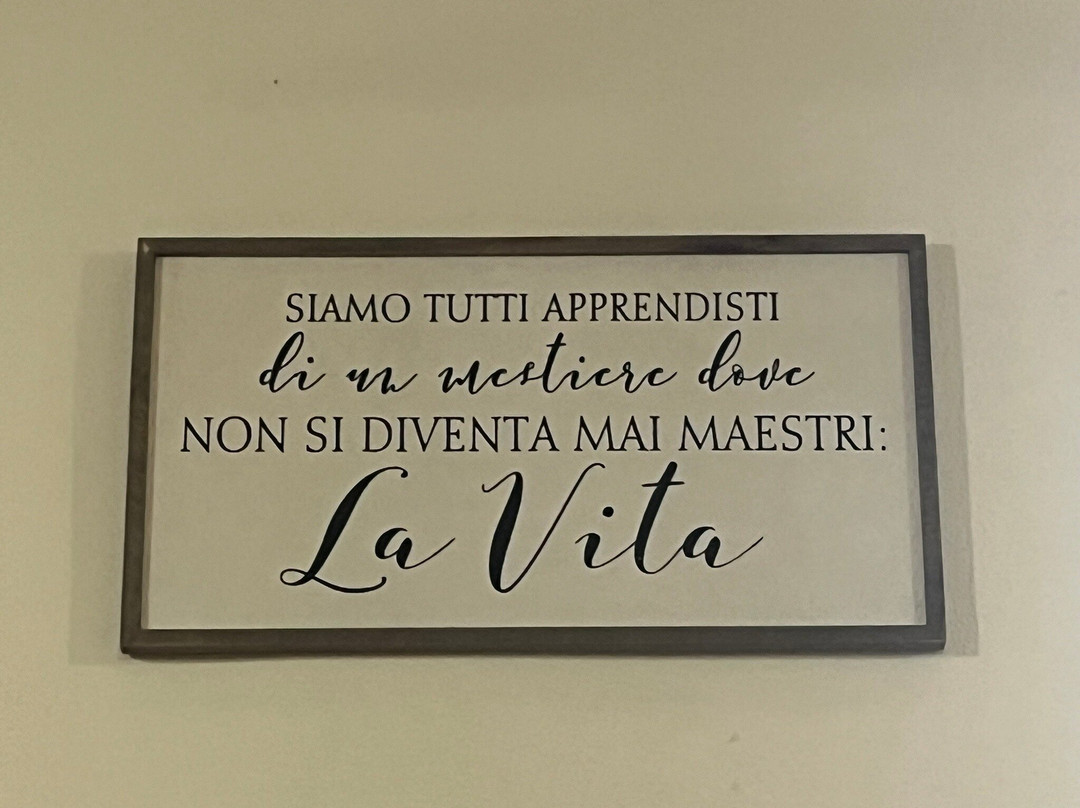 SIAMO TUTTI APPRENDISTI
di un mestiere dove
NON SI DIVENTA MAI MAESTRI:
La Vita